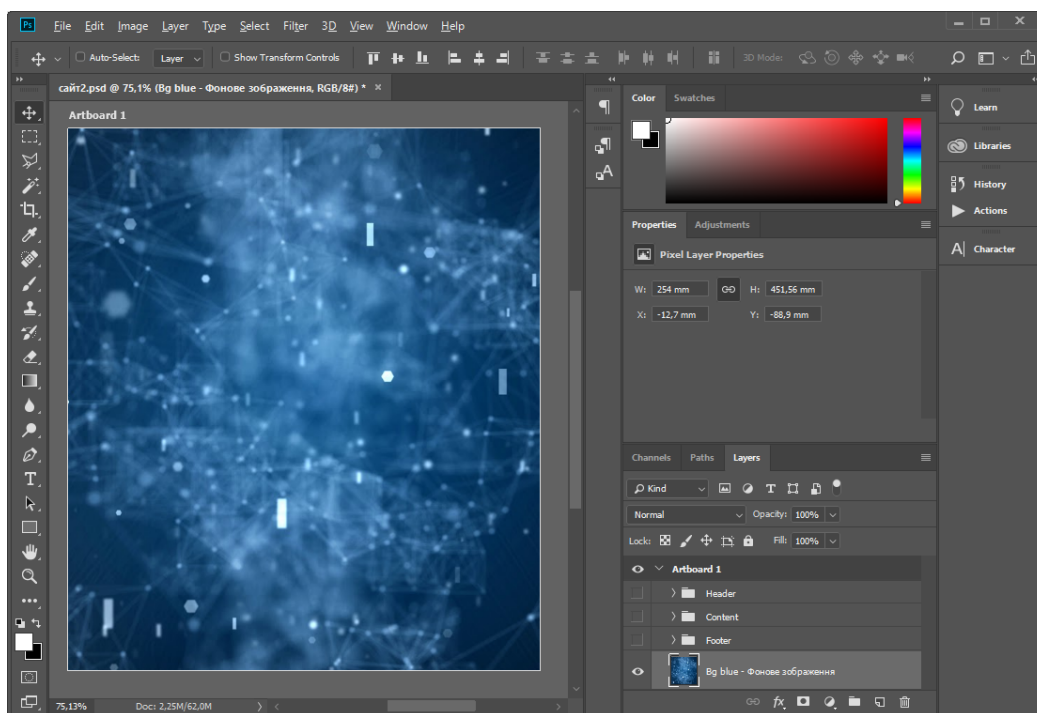 Ps File Edit Image Layer Type Select Filter 3D View Window Help
Auto-Select: Layer Show Transform Controls 3D Mode:
сайт2.psd @ 75,1% (Bg blue - Фонове зображення, RGB/8#) * ×
Artboard 1
Color Swatches
Learn
Libraries
History
Actions
Character
Properties Adjustments
Pixel Layer Properties
W: 254 mm H: 451,56 mm
X: -12,7 mm Y: -88,9 mm
Channels Paths Layers
Kind
Normal Opacity: 100%
Lock: Fill: 100%
Artboard 1
Header
Content
Footer
Bg blue - Фонове зображення
75,13% Doc: 2,25M/62,0M